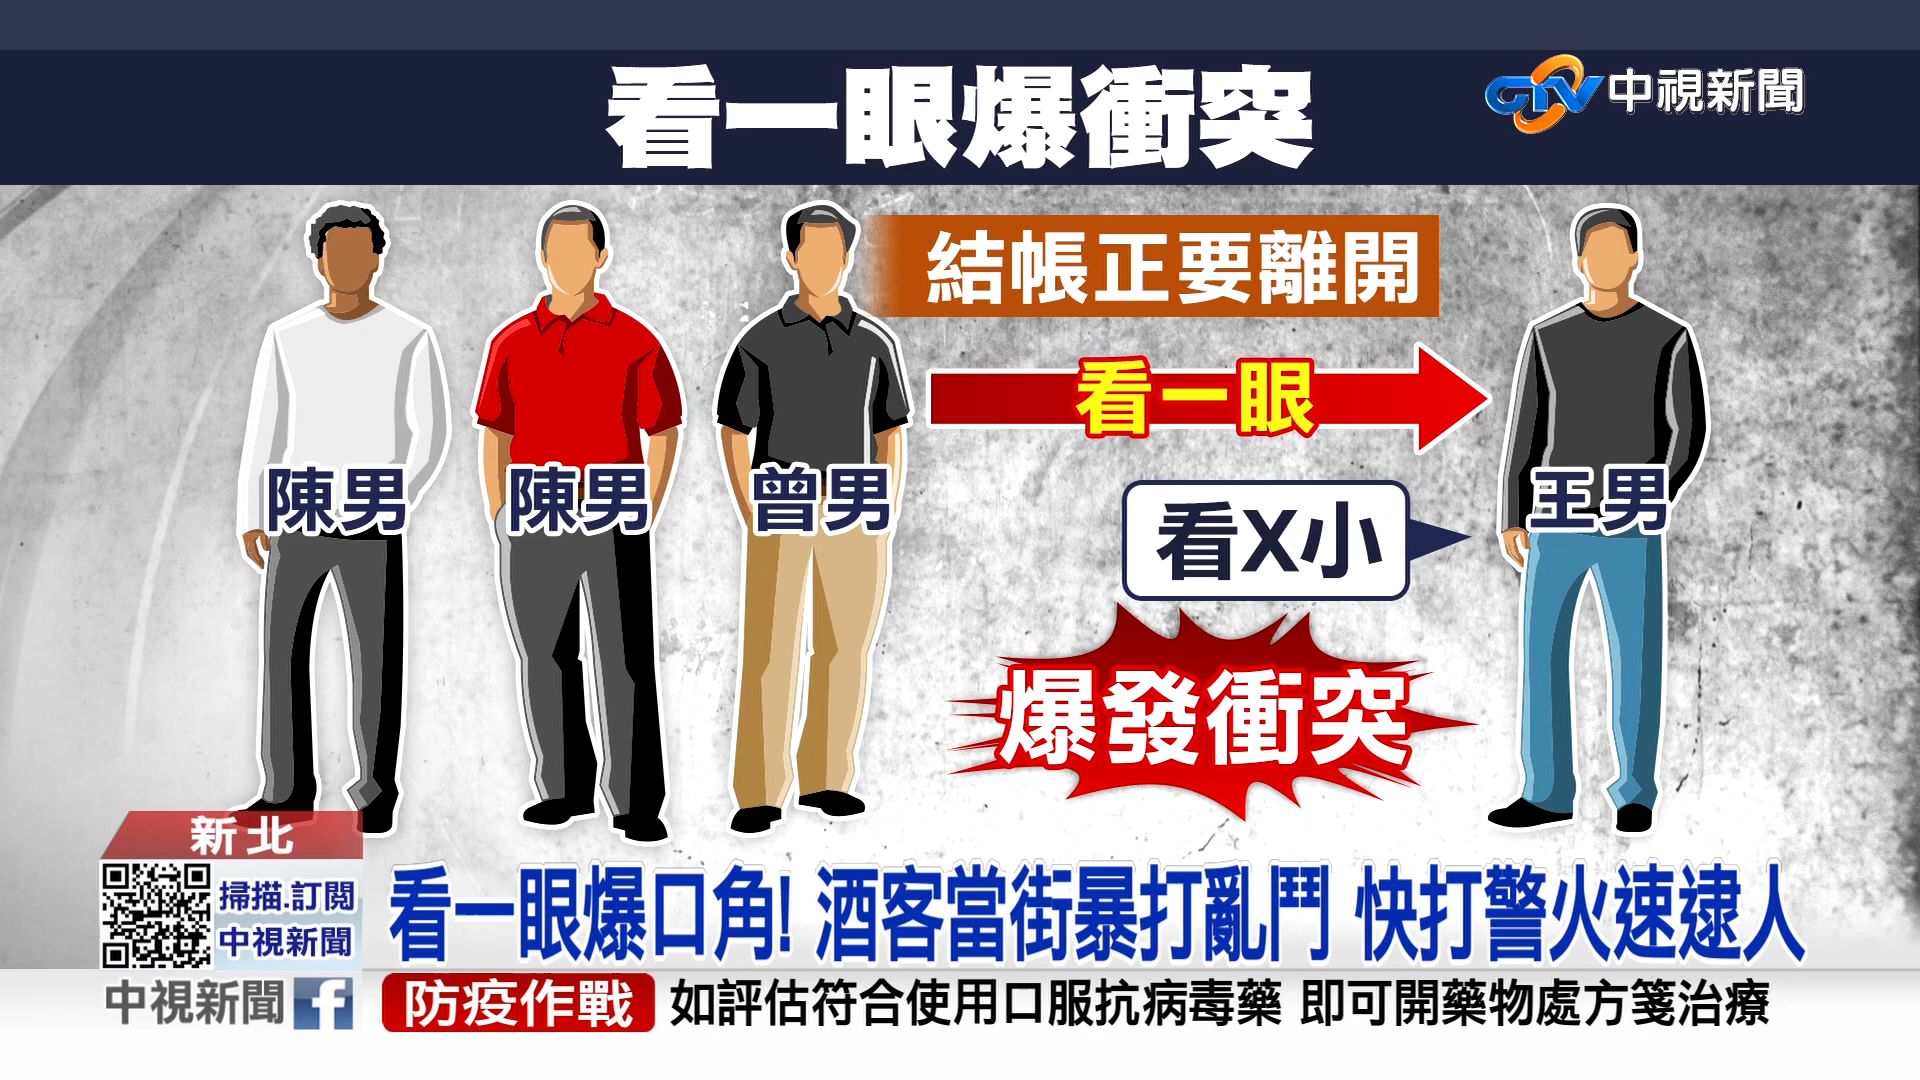 看一眼爆衝突
CTV中視新聞
結帳正要離開
看一眼
陳男
陳男
曾男
王男
看X小
爆發衝突
新北
掃描.訂閱
中視新聞
看一眼爆口角! 酒客當街暴打亂鬥 快打警火速逮人
中視新聞 f
防疫作戰 如評估符合使用口服抗病毒藥 即可開藥物處方箋治療